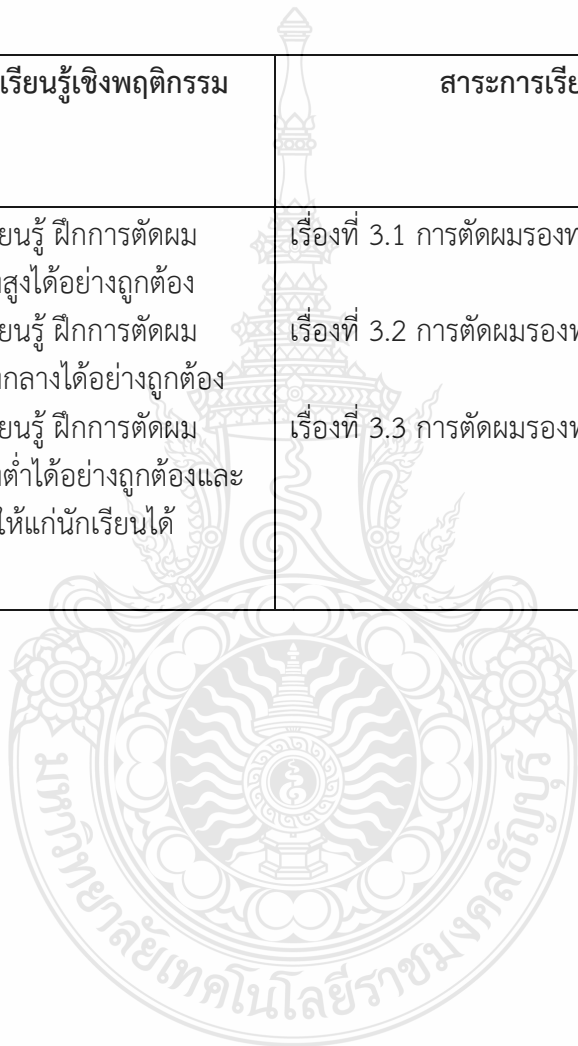 เรียนรู้เชิงพฤติกรรม
สาระการเรีย
ยนรู้ ฝึกการตัดผม
สูงได้อย่างถูกต้อง
ยนรู้ ฝึกการตัดผม
กลางได้อย่างถูกต้อง
ยนรู้ ฝึกการตัดผม
ต่ำได้อย่างถูกต้องและ
ให้แก่นักเรียนได้
เรื่องที่ 3.1 การตัดผมรอง
เรื่องที่ 3.2 การตัดผมรอง
เรื่องที่ 3.3 การตัดผมรอง
มหาวิทยาลัยเทคโนโลยีราชมงคลธัญบุรี